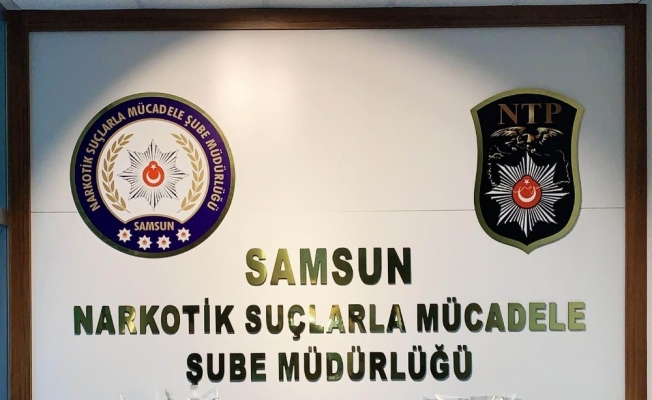 NARKOTİK SUÇLARLA MÜCADELE ŞUBE MÜDÜRLÜĞÜ
SAMSUN
NTP
SAMSUN
NARKOTİK SUÇLARLA MÜCADELE
ŞUBE MÜDÜRLÜĞÜ